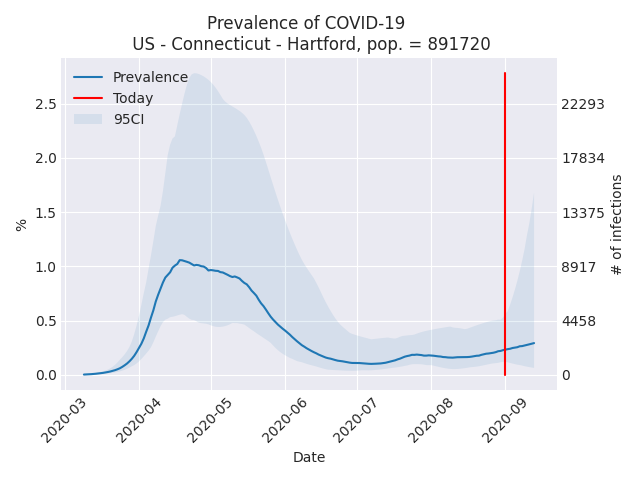 Prevalence of COVID-19
US - Connecticut - Hartford, pop. = 891720
Prevalence
Today
95CI
2.5
2.0
1.5
1.0
0.5
0.0
%
22293
17834
13375
8917
4458
0
# of infections
2020-03
2020-04
2020-05
2020-06
2020-07
2020-08
2020-09
Date